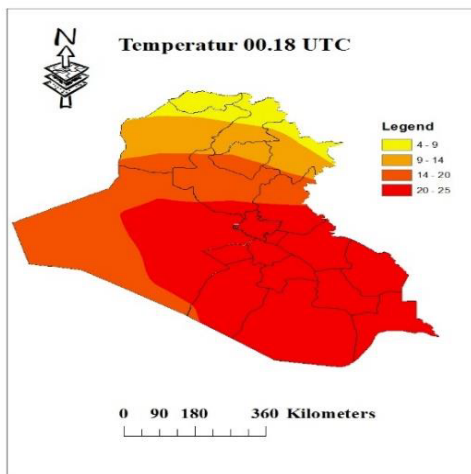 N
Temperatur 00.18 UTC
Legend
4 - 9
9 - 14
14 - 20
20 - 25
0 90 180 360 Kilometers